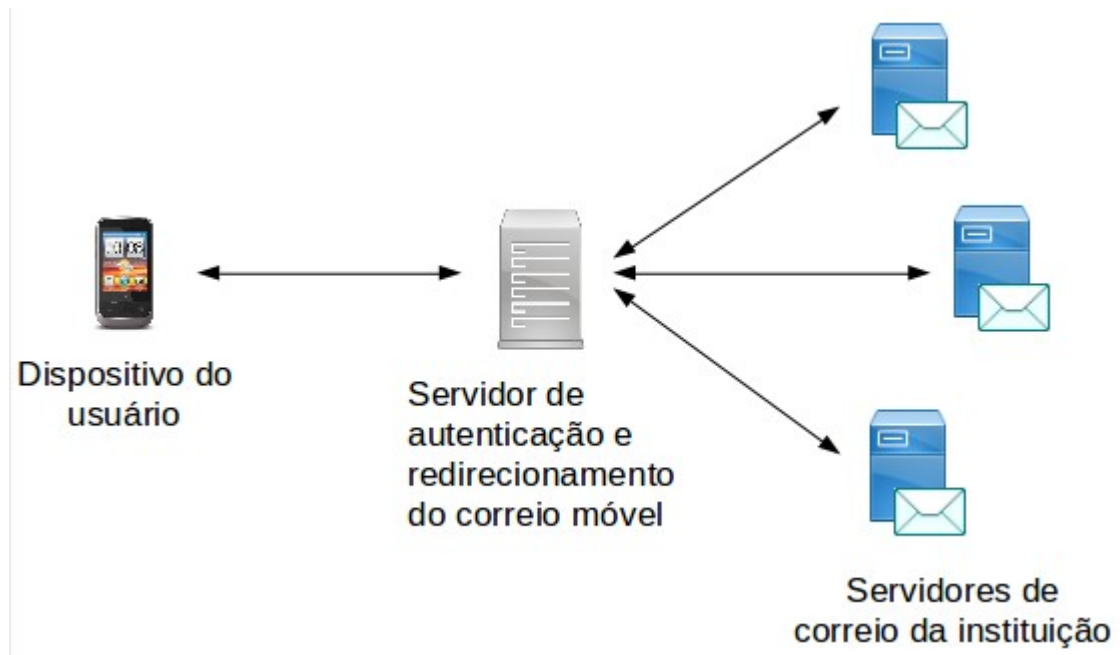 Dispositivo do
usuário
Servidor de
autenticação e
redirecionamento
do correio móvel
Servidores de
correio da instituição